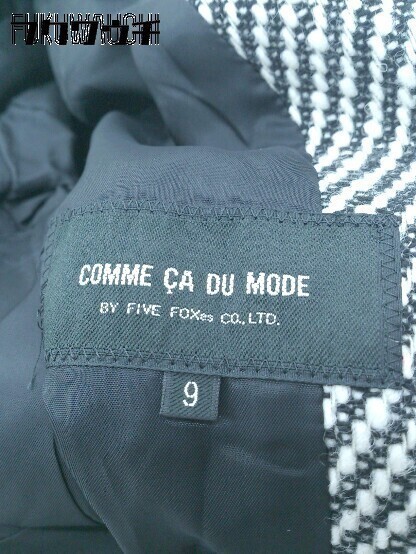 FUKUWAUCHI
COMME ÇA DU MODE
BY FIVE FOXes CO.,LTD.
9